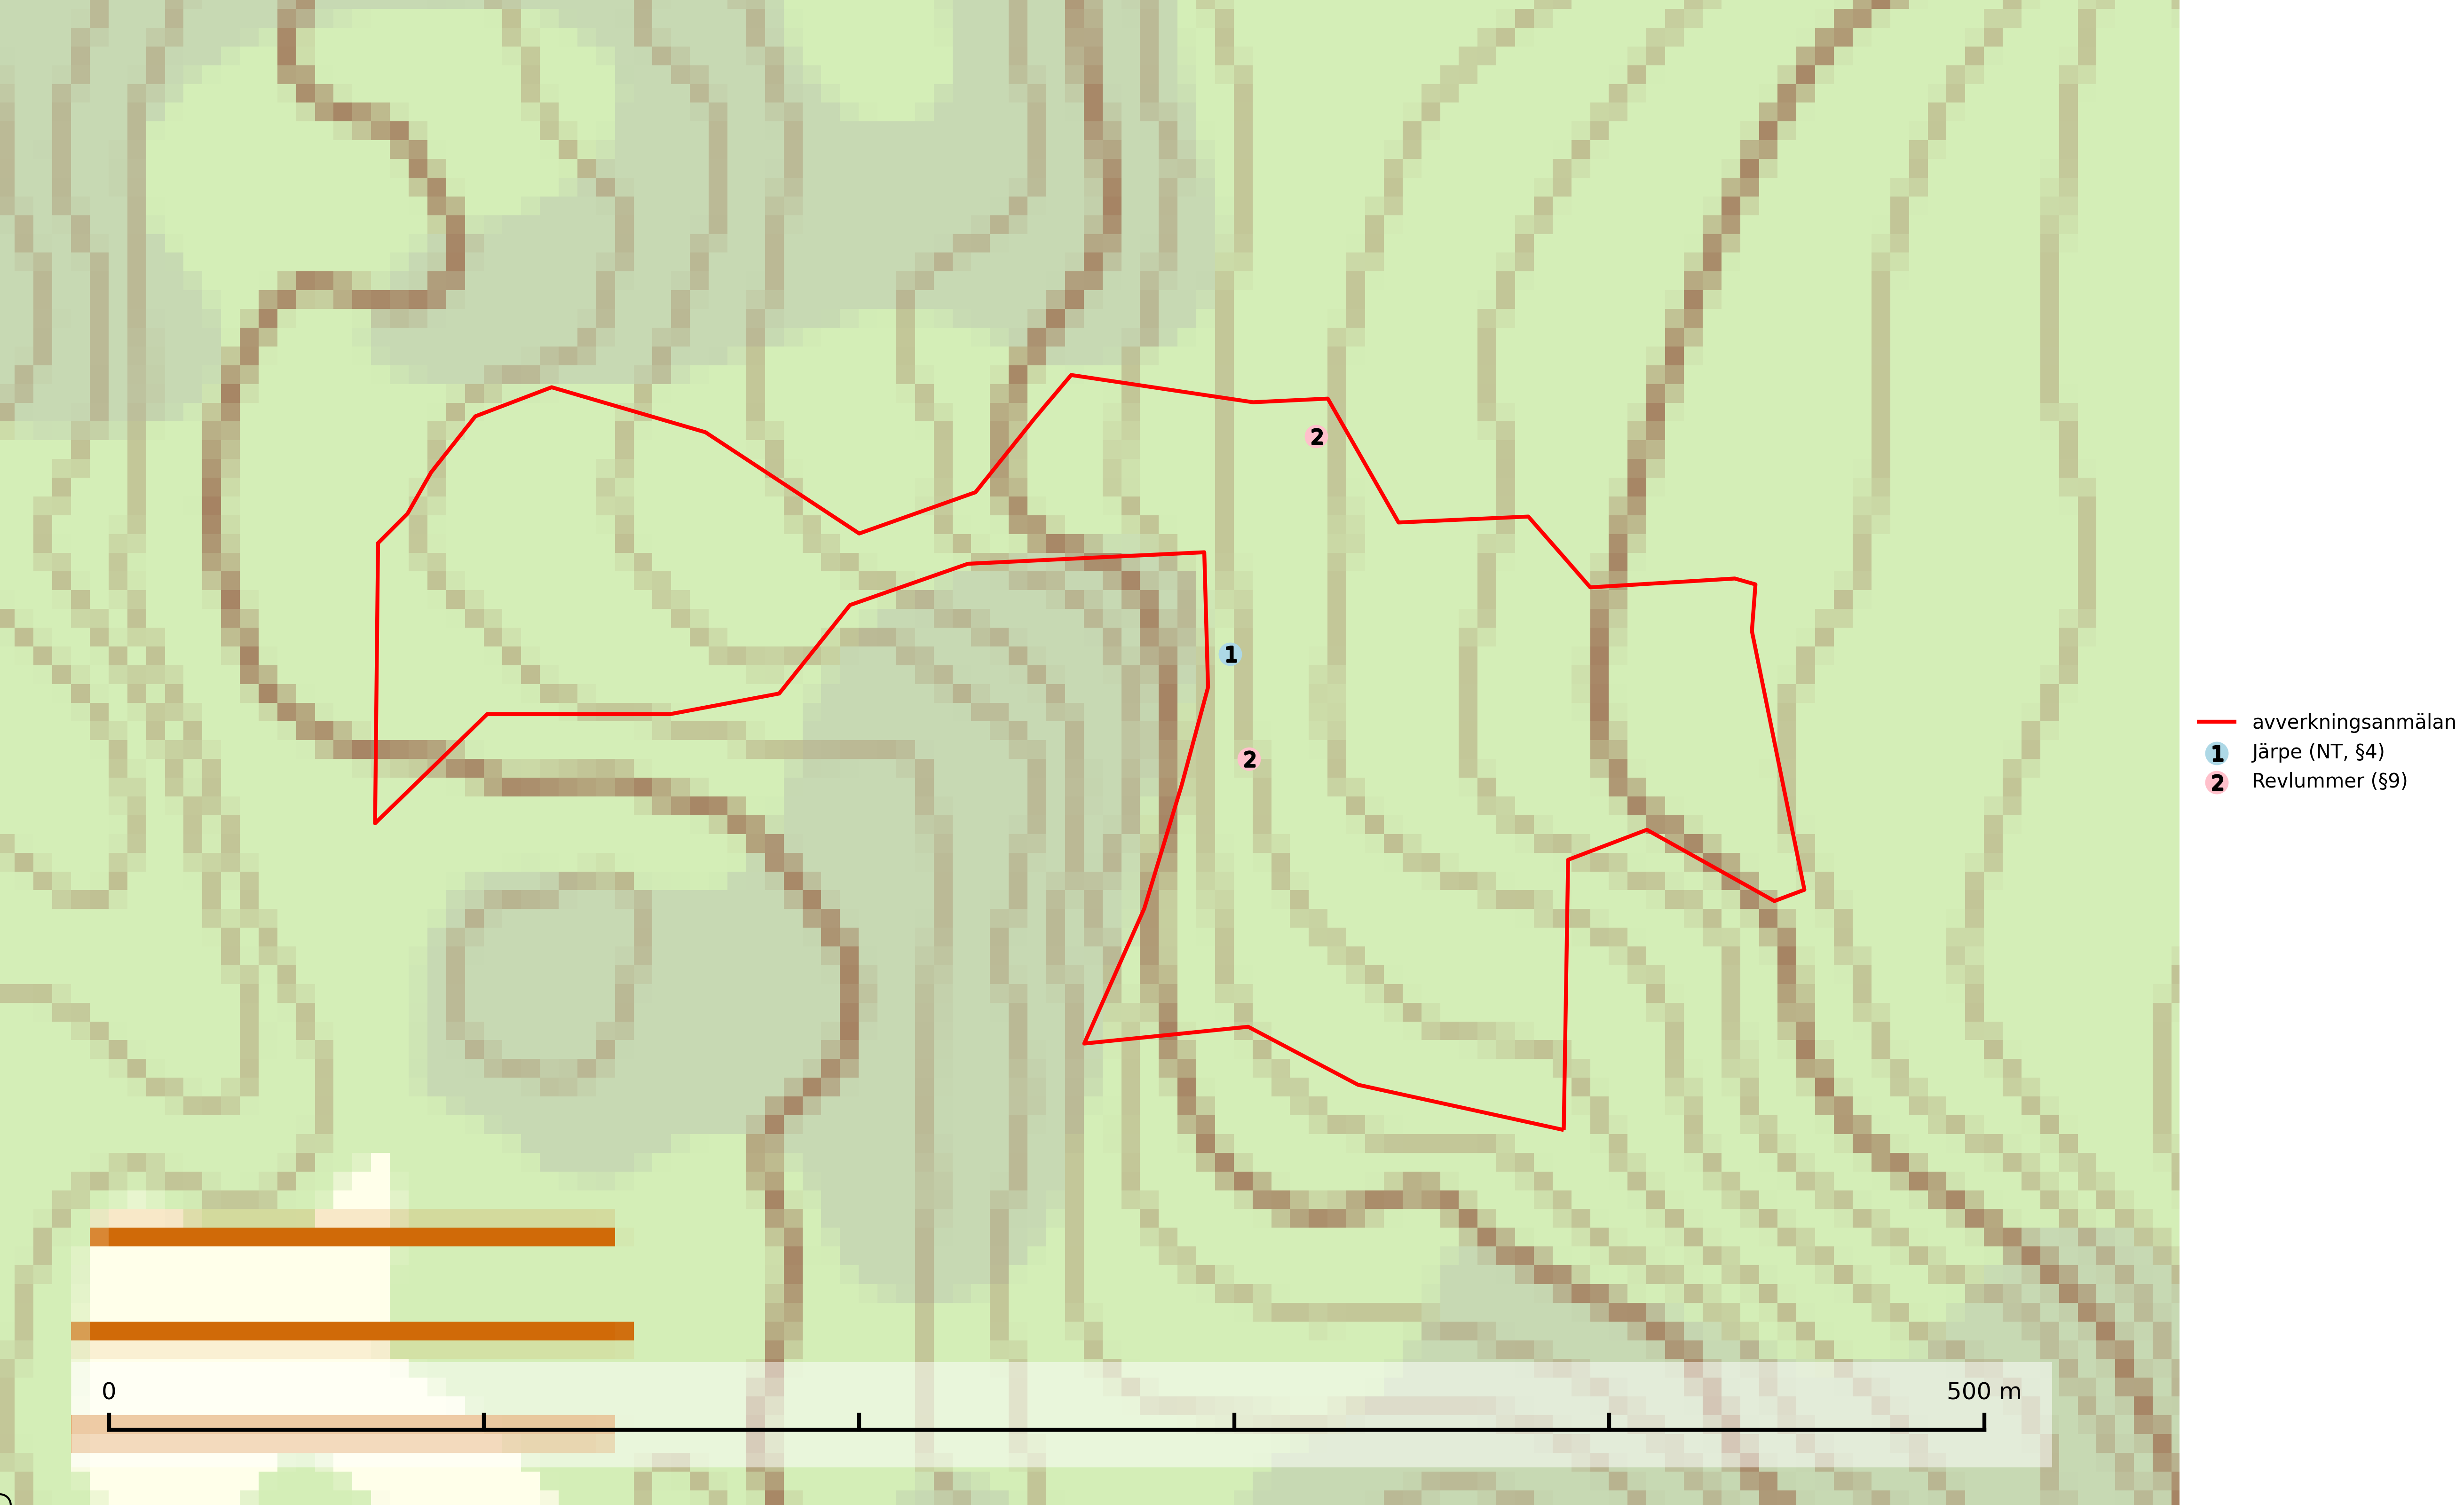 2
1
2
avverkningsanmälan
1 Järpe (NT, §4)
2 Revlummer (§9)
0 500 m